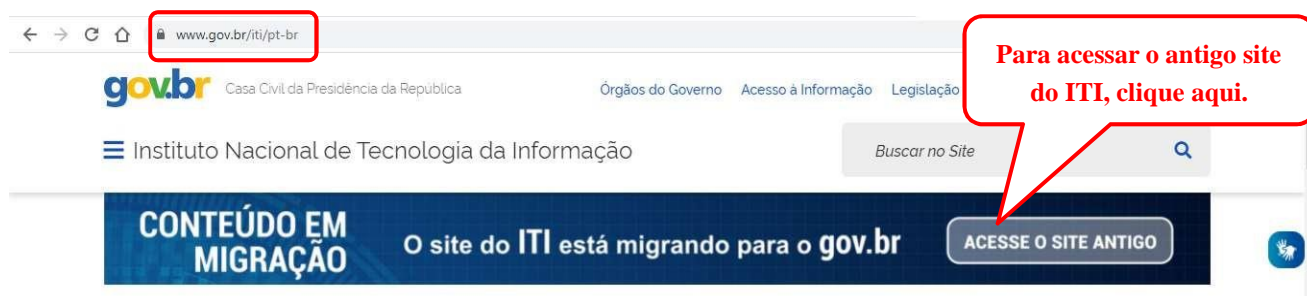 www.gov.br/iti/pt-br
Para acessar o antigo site
do ITI, clique aqui.
gov.br Casa Civil da Presidência da República Órgãos do Governo Acesso à Informação Legislação
Instituto Nacional de Tecnologia da Informação Buscar no Site
CONTEÚDO EM
MIGRAÇÃO
O site do ITI está migrando para o gov.br
ACESSE O SITE ANTIGO